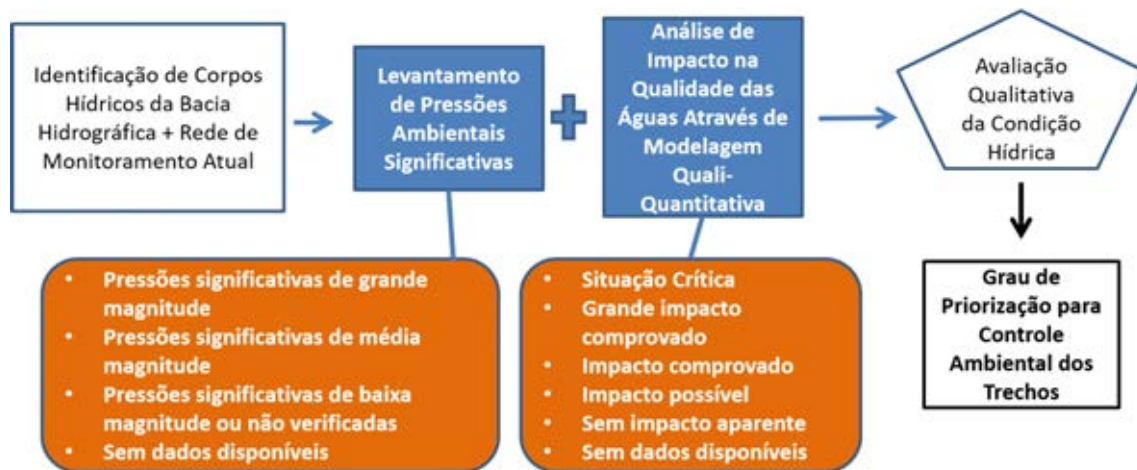 Identificação de Corpos
Hídricos da Bacia
Hidrográfica + Rede de
Monitoramento Atual
Levantamento
de Pressões
Ambientais
Significativas
Análise de
Impacto na
Qualidade das
Águas Através de
Modelagem
Quali-
Quantitativa
Avaliação
Qualitativa
da Condição
Hídrica
• Pressões significativas de grande
magnitude
• Pressões significativas de média
magnitude
• Pressões significativas de baixa
magnitude ou não verificadas
• Sem dados disponíveis
• Situação Crítica
• Grande impacto
comprovado
• Impacto comprovado
• Impacto possível
• Sem impacto aparente
• Sem dados disponíveis
Grau de
Priorização para
Controle
Ambiental dos
Trechos